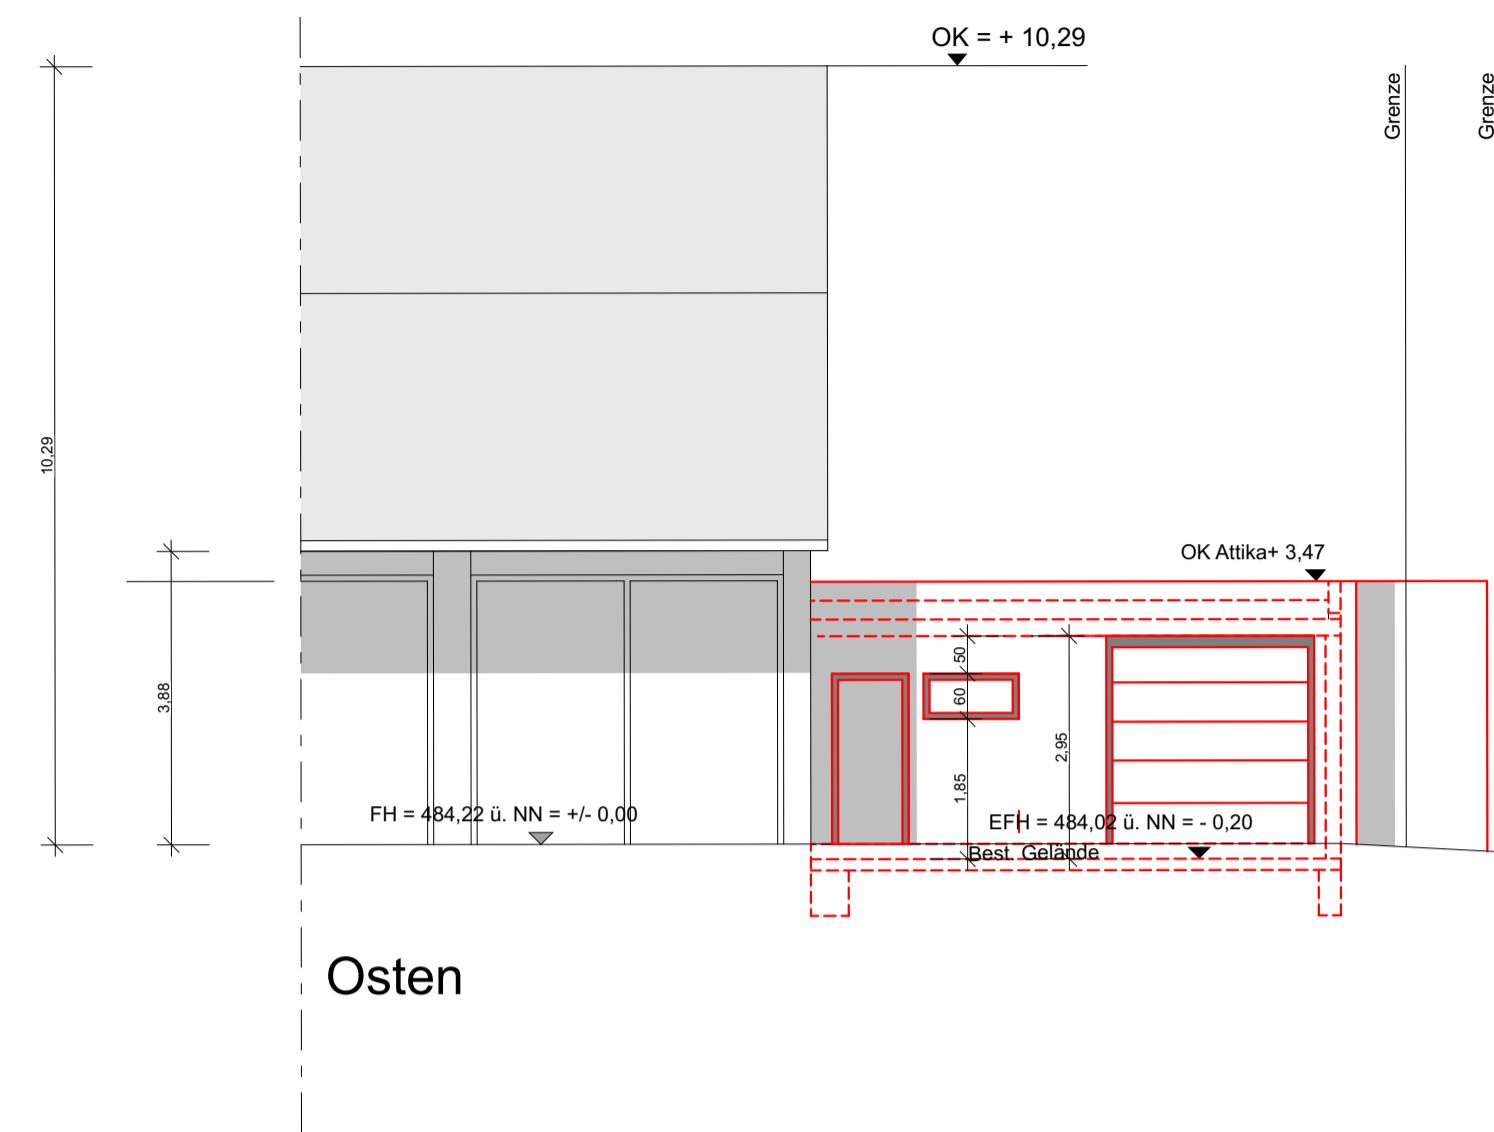 OK = + 10,29
Grenze
Grenze
10,29
OK Attika+ 3,47
3,88
50
60
2,95
1,85
FH = 484,22 ü. NN = +/- 0,00
EFH = 484,02 ü. NN = - 0,20
Best. Gelände
Osten